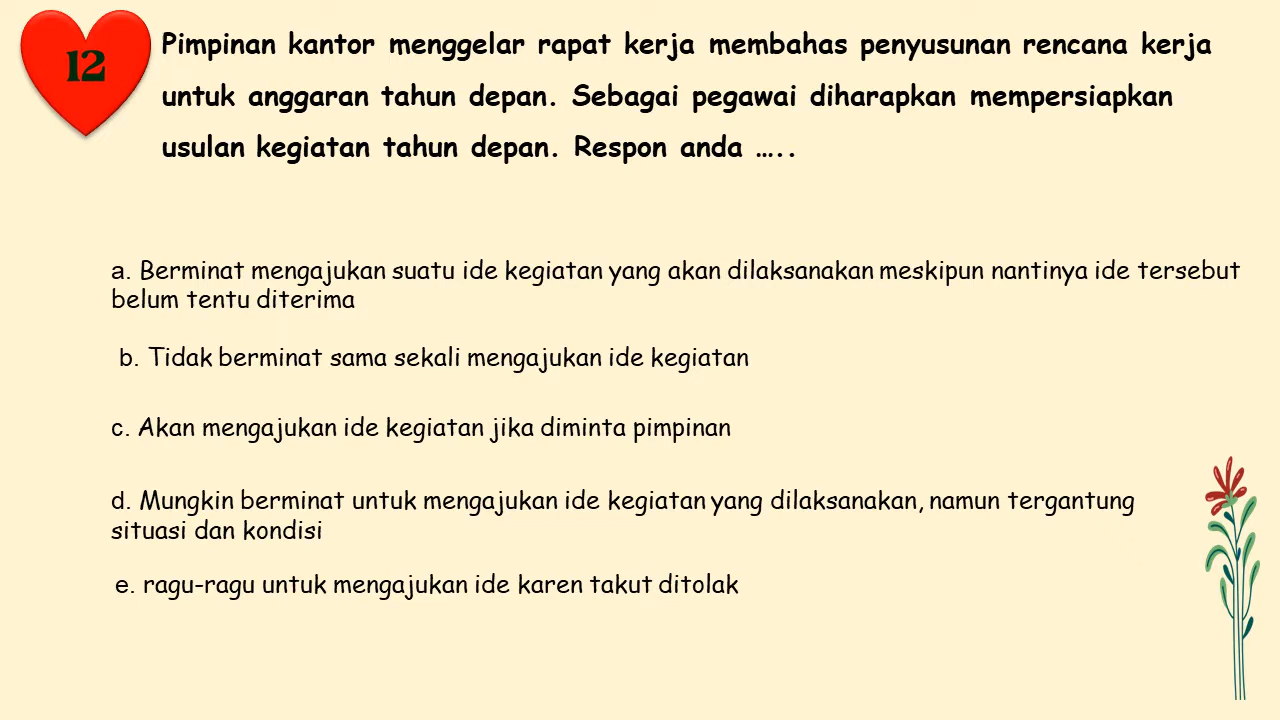 12
Pimpinan kantor menggelar rapat kerja membahas penyusunan rencana kerja
untuk anggaran tahun depan. Sebagai pegawai diharapkan mempersiapkan
usulan kegiatan tahun depan. Respon anda …..
a. Berminat mengajukan suatu ide kegiatan yang akan dilaksanakan meskipun nantinya ide tersebut
belum tentu diterima
b. Tidak berminat sama sekali mengajukan ide kegiatan
c. Akan mengajukan ide kegiatan jika diminta pimpinan
d. Mungkin berminat untuk mengajukan ide kegiatan yang dilaksanakan, namun tergantung
situasi dan kondisi
e. ragu-ragu untuk mengajukan ide karen takut ditolak